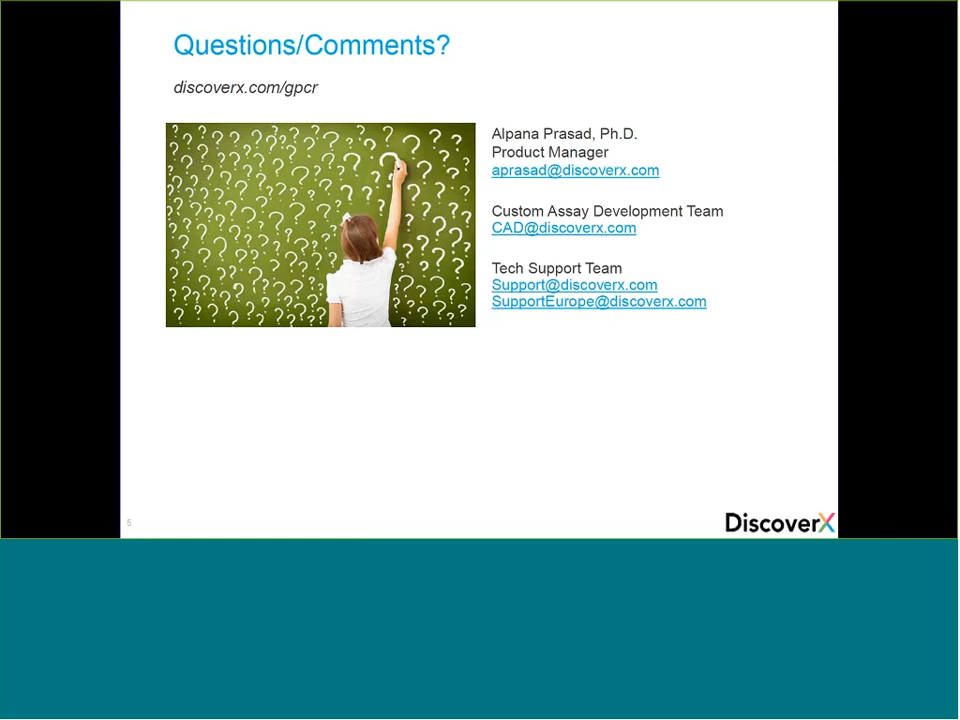 Questions/Comments?
discoverx.com/gpcr
Alpana Prasad, Ph.D.
Product Manager
aprasad@discoverx.com
Custom Assay Development Team
CAD@discoverx.com
Tech Support Team
Support@discoverx.com
SupportEurope@discoverx.com
5
DiscoverX